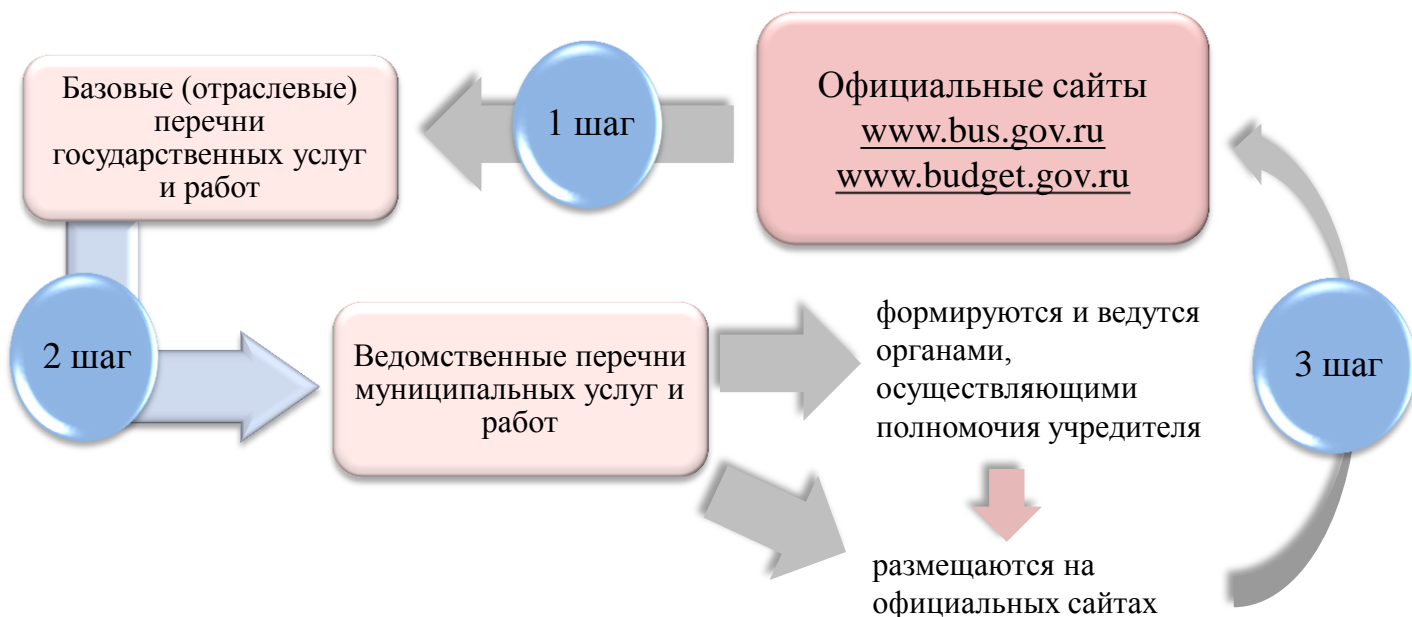 Базовые (отраслевые)
перечни
государственных услуг
и работ
1 шаг
Официальные сайты
www.bus.gov.ru
www.budget.gov.ru
2 шаг
Ведомственные перечни
муниципальных услуг и
работ
формируются и ведутся
органами,
осуществляющими
полномочия учредителя
3 шаг
размещаются на
официальных сайтах